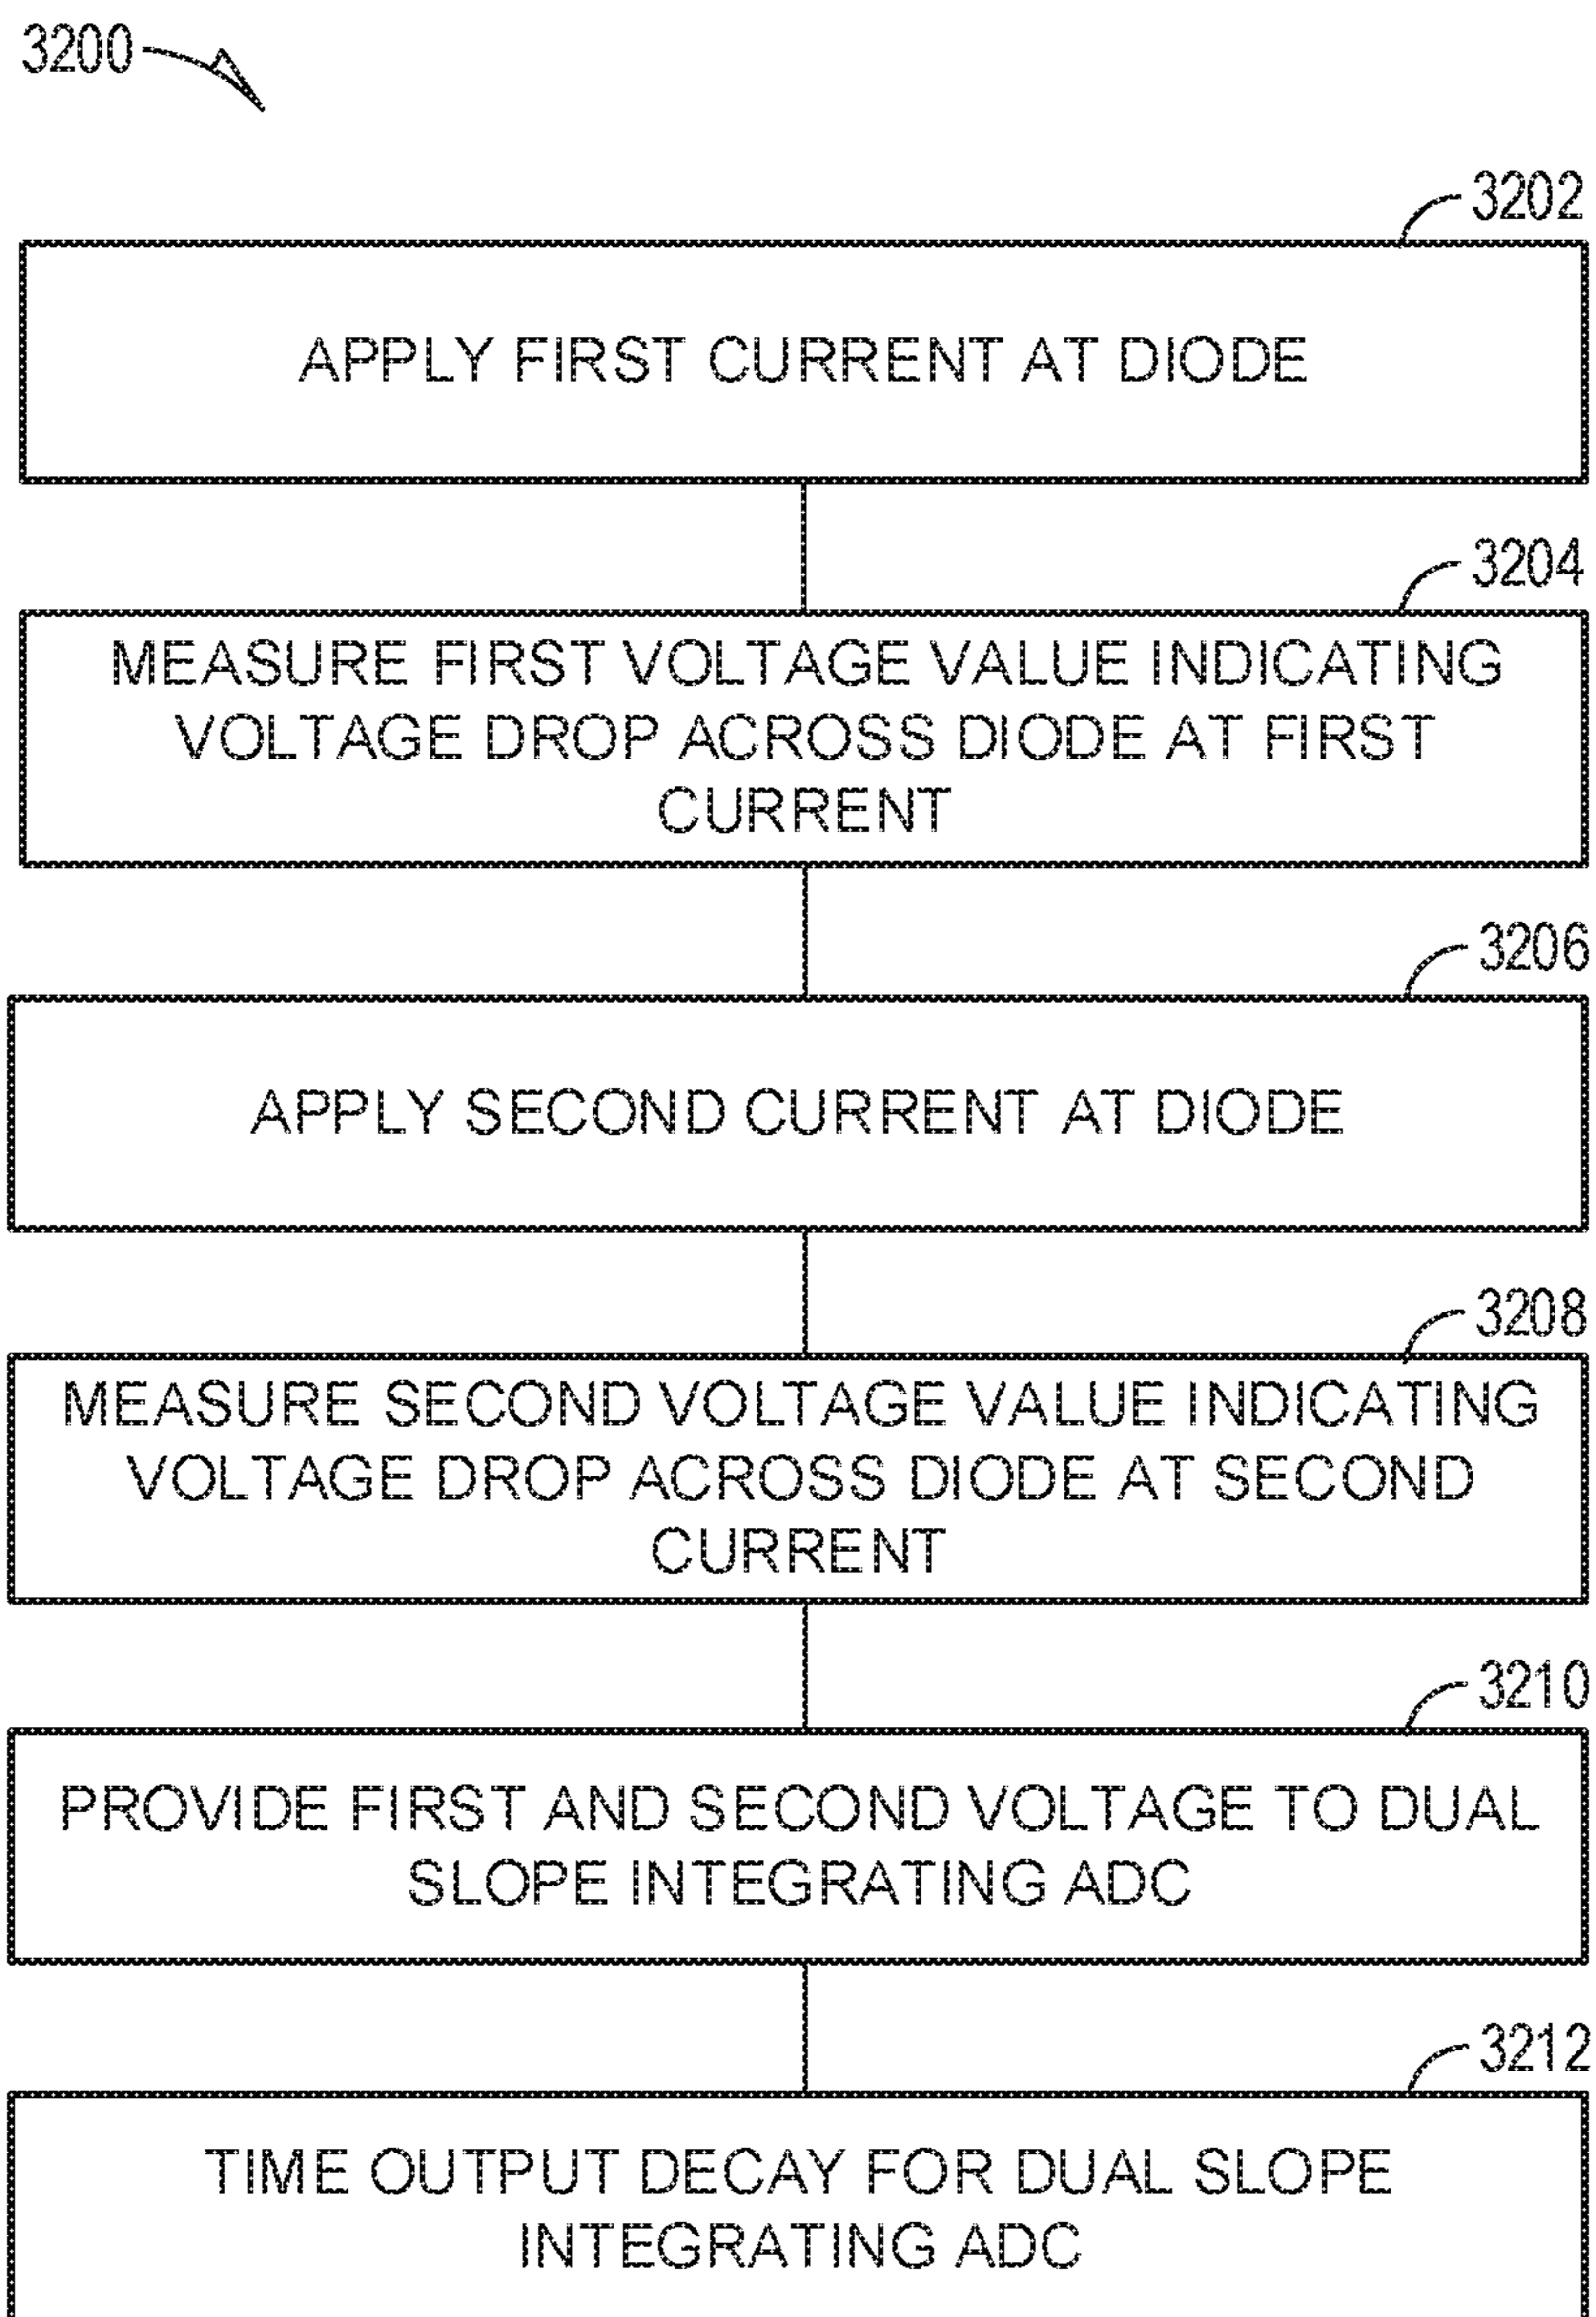 3200
3202
APPLY FIRST CURRENT AT DIODE
3204
MEASURE FIRST VOLTAGE VALUE INDICATING
VOLTAGE DROP ACROSS DIODE AT FIRST
CURRENT
3206
APPLY SECOND CURRENT AT DIODE
3208
MEASURE SECOND VOLTAGE VALUE INDICATING
VOLTAGE DROP ACROSS DIODE AT SECOND
CURRENT
3210
PROVIDE FIRST AND SECOND VOLTAGE TO DUAL
SLOPE INTEGRATING ADC
3212
TIME OUTPUT DECAY FOR DUAL SLOPE
INTEGRATING ADC